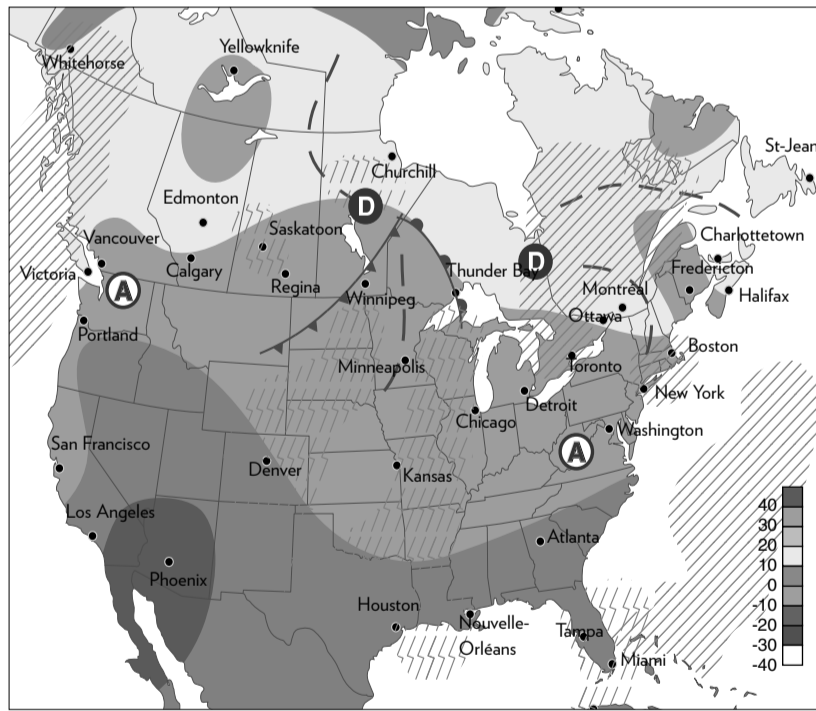 Yellowknife
Whitehorse
St-Jean
Churchill
Edmonton
D
Saskatoon
Vancouver
Charlottetown
D
Calgary
Victoria
Thunder Bay
Fredericton
A
Regina
Winnipeg
Montréal
Halifax
Ottawa
Portland
Boston
Minneapolis
Toronto
New York
Detroit
Chicago
Washington
San Francisco
A
Denver
Kansas
Los Angeles
Atlanta
Phoenix
Houston
Nouvelle-
Orléans
Tampa
Miami
40
30
20
10
0
-10
-20
-30
-40